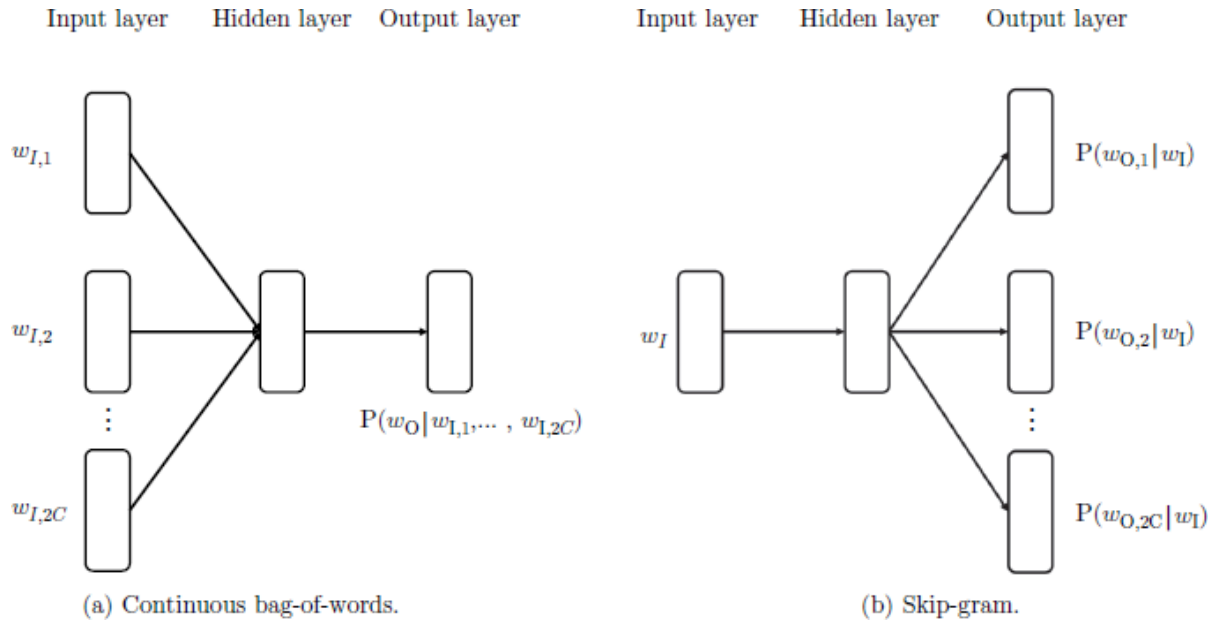 Input layer Hidden layer Output layer
w_{I,1}
w_{I,2}
⋮
P(w_O|w_{I,1},... , w_{I,2C})
w_{I,2C}
(a) Continuous bag-of-words.
Input layer Hidden layer Output layer
P(w_{O,1}|w_I)
w_I
P(w_{O,2}|w_I)
⋮
P(w_{O,2C}|w_I)
(b) Skip-gram.